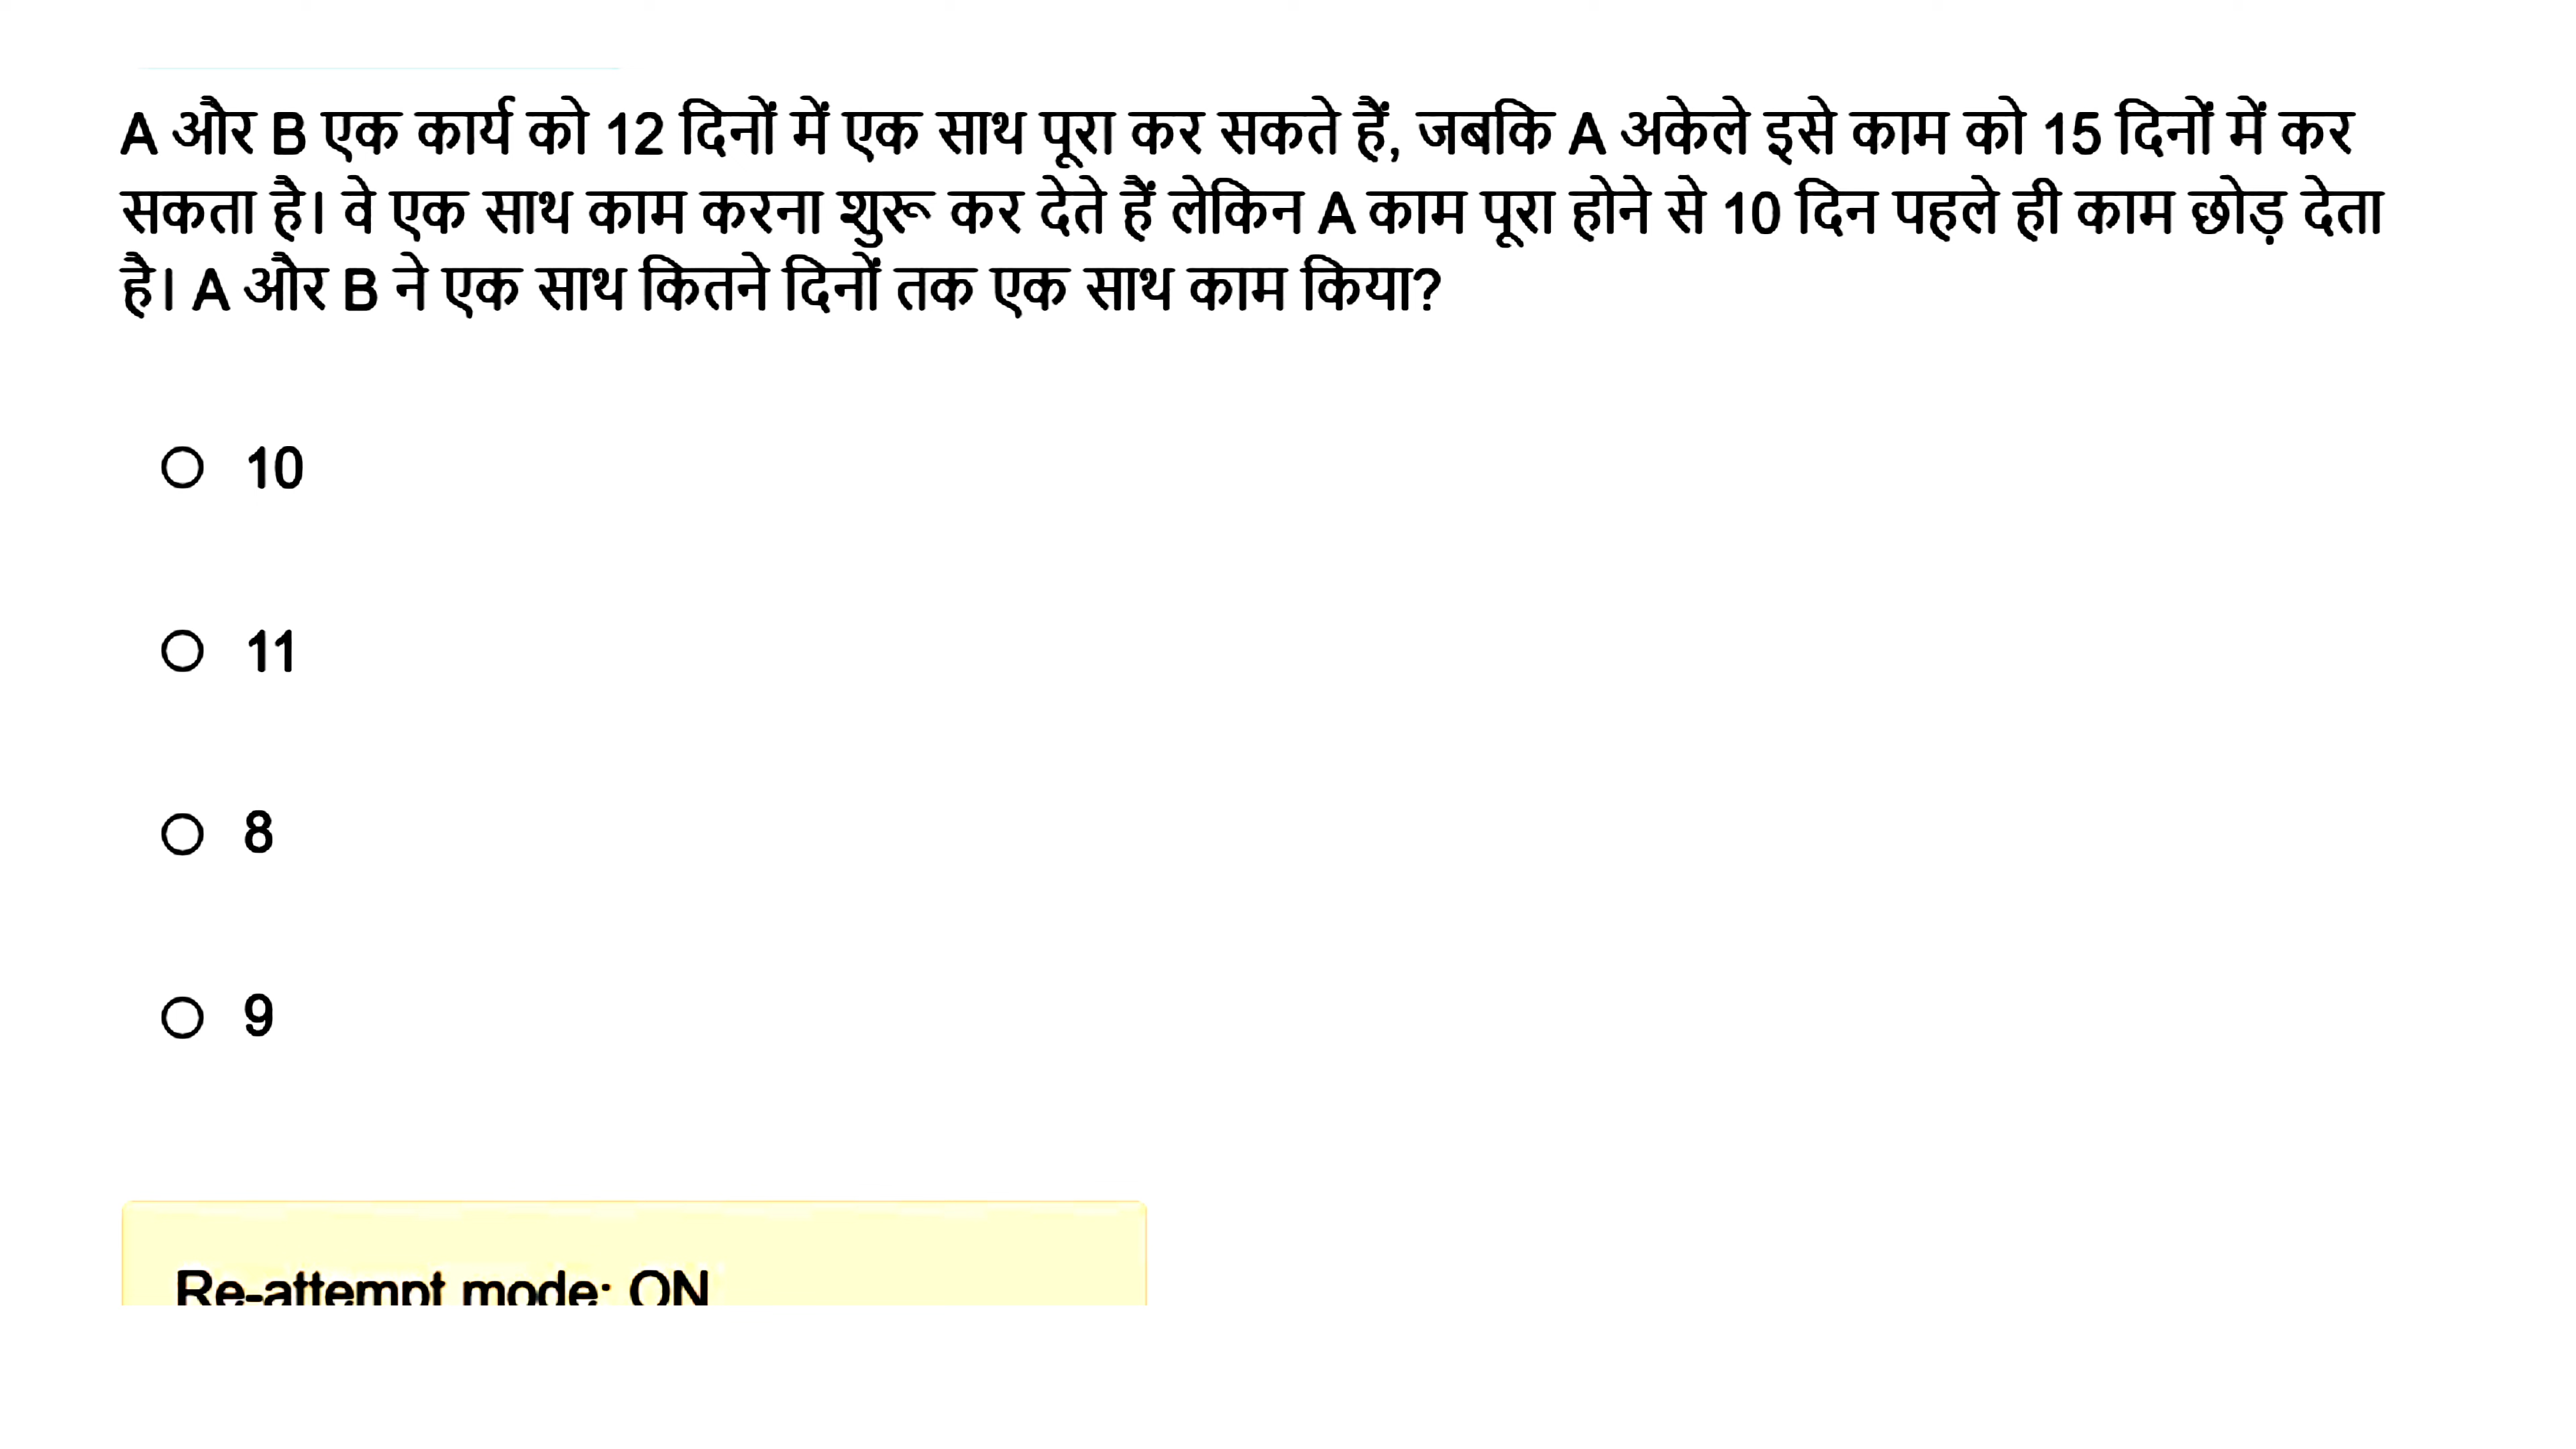 A और B एक कार्य को 12 दिनों में एक साथ पूरा कर सकते हैं, जबकि A अकेले इसे काम को 15 दिनों में कर
सकता है। वे एक साथ काम करना शुरू कर देते हैं लेकिन A काम पूरा होने से 10 दिन पहले ही काम छोड़ देता
है। A और B ने एक साथ कितने दिनों तक एक साथ काम किया?
10
11
8
9
Re-attempt mode: ON